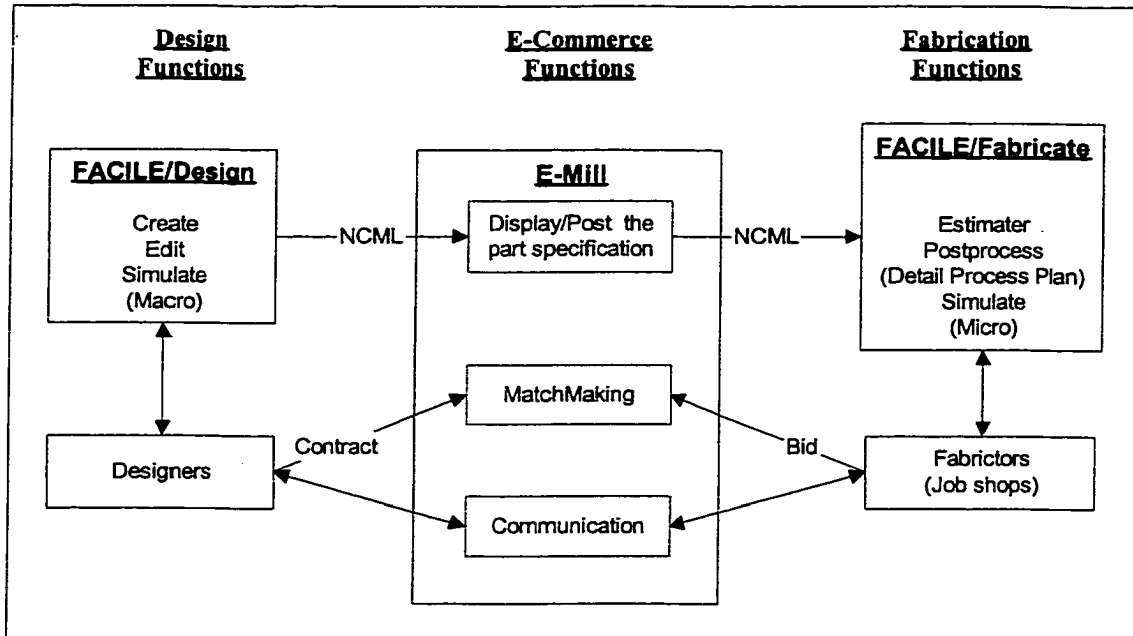 Design
Functions
E-Commerce
Functions
Fabrication
Functions
FACILE/Design
Create
Edit
Simulate
(Macro)
NCML
E-Mill
Display/Post the
part specification
NCML
FACILE/Fabricate
Estimater
Postprocess
(Detail Process Plan)
Simulate
(Micro)
Designers
Contract
MatchMaking
Communication
Bid
Fabrictors
(Job shops)